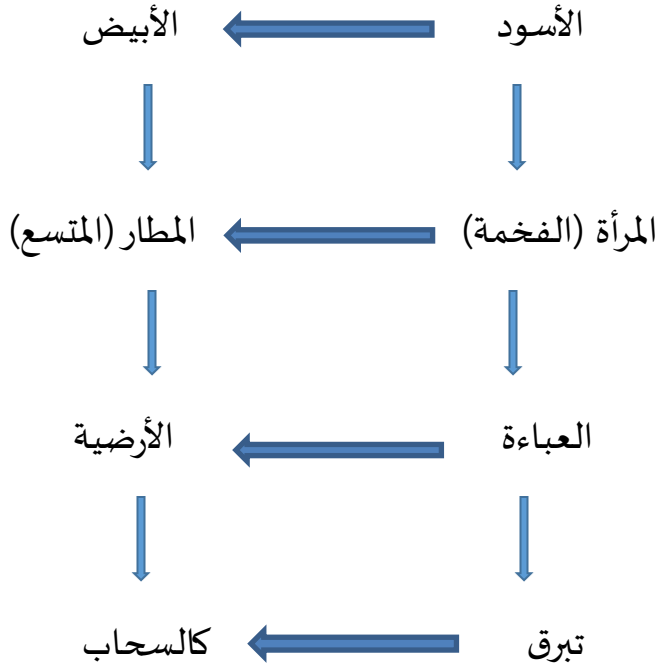 الأسود الأبيض
المرأة (الفخمة) المطار (المتسع)
العباءة الأرضية
تبرق كالسحاب